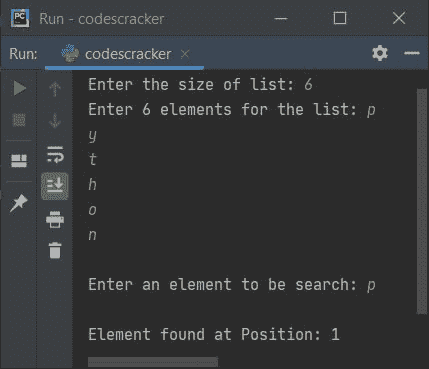 PC Run - codescracker
Run: codescracker
Enter the size of list: 6
Enter 6 elements for the list: p
y
t
h
o
n
Enter an element to be search: p
Element found at Position: 1